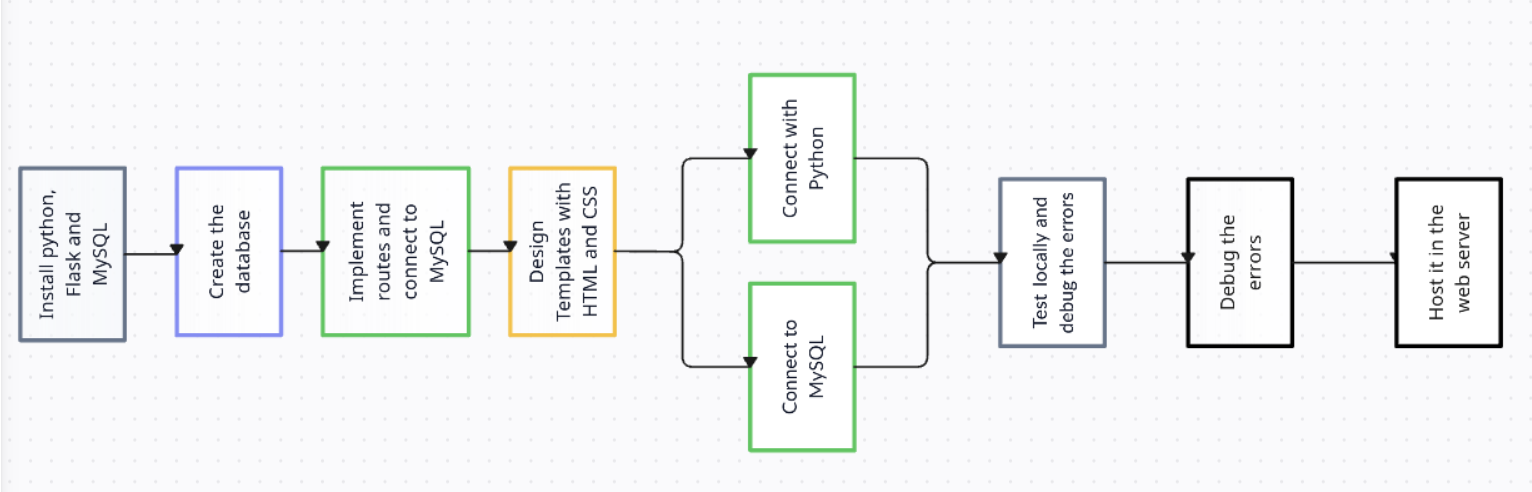 Install python,
Flask and
MySQL
Create the
database
Implement
routes and
connect to
MySQL
Design
Templates with
HTML and CSS
Connect with
Python
Connect to
MySQL
Test locally and
debug the errors
Debug the
errors
Host it in the
web server